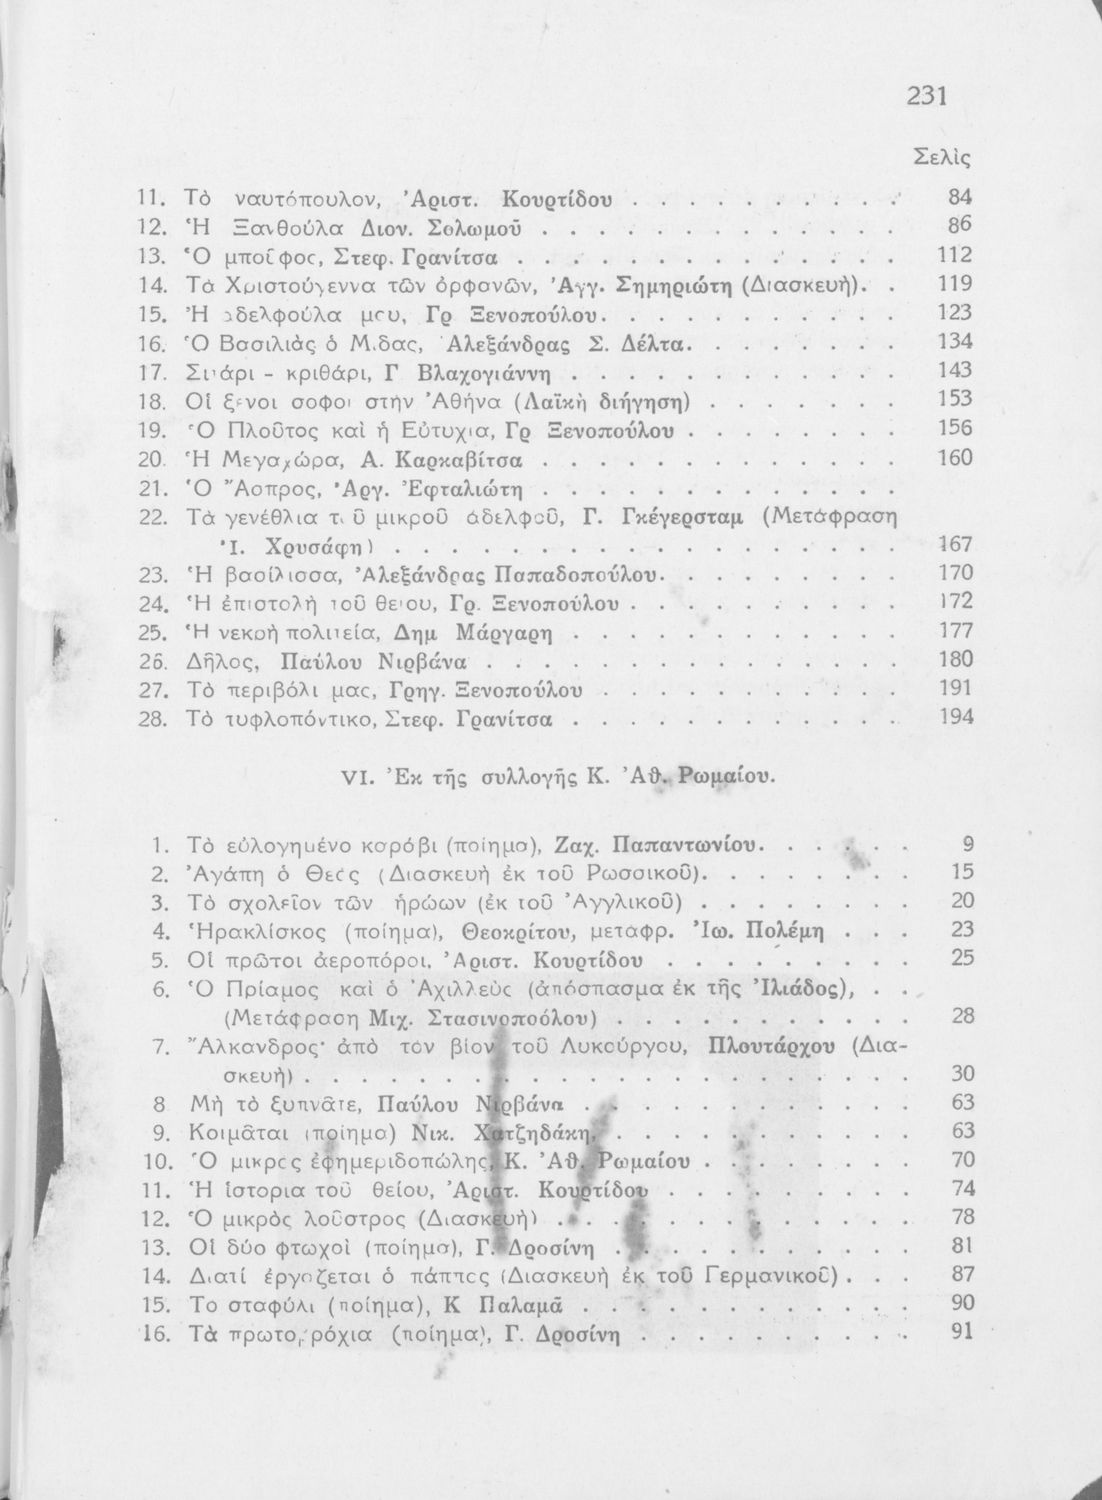 231
Σελὶς
11. Τὸ ναυτόπουλον, Ἀριστ. Κουρτίδου . . . . . . . . . . 84
12. Ἡ Ξανθούλα Διον. Σολωμοῦ . . . . . . . . . . . . . 86
13. Ὁ μποῦφος, Στεφ. Γρανίτσα . . . . . . . . . . . . . 112
14. Τὰ Χριστούγεννα τῶν ὀρφανῶν, Ἀγγ. Σημηριώτη (Διασκευὴ). . 119
15. Ἡ ἀδελφούλα μου, Γρ Ξενοπούλου. . . . . . . . . . . 123
16. Ὁ Βασιλιὰς ὁ Μίδας, Ἀλεξάνδρας Σ. Δέλτα. . . . . . . . 134
17. Σιτάρι - κριθάρι, Γ Βλαχογιάννη . . . . . . . . . . . . 143
18. Οἱ ξένοι σοφοὶ στὴν Ἀθήνα (Λαϊκὴ διήγηση) . . . . . . . 153
19. Ὁ Πλοῦτος καὶ ἡ Εὐτυχία, Γρ Ξενοπούλου . . . . . . . . 156
20. Ἡ Μεγαχώρα, Α. Καρκαβίτσα . . . . . . . . . . . . . 160
21. Ὁ Ἄσπρος, Ἀργ. Ἐφταλιώτη . . . . . . . . . . . . .
22. Τὰ γενέθλια τοῦ μικροῦ ἀδελφοῦ, Γ. Γκέγερσταμ (Μετάφραση
Ἰ. Χρυσάφη) . . . . . . . . . . . . . . . . . . 167
23. Ἡ βασίλισσα, Ἀλεξάνδρας Παπαδοπούλου. . . . . . . . . 170
24. Ἡ ἐπιστολὴ τοῦ θείου, Γρ. Ξενοπούλου . . . . . . . . . . 172
25. Ἡ νεκρὴ πολιτεία, Δημ Μάργαρη . . . . . . . . . . . . 177
26. Δῆλος, Παύλου Νιρβάνα . . . . . . . . . . . . . . . 180
27. Τὸ περιβόλι μας, Γρηγ. Ξενοπούλου . . . . . . . . . . . 191
28. Τὸ τυφλοπόντικο, Στεφ. Γρανίτσα . . . . . . . . . . . . 194
VI. Ἐκ τῆς συλλογῆς Κ. Ἀθ. Ρωμαίου.
1. Τὸ εὐλογημένο καράβι (ποίημα), Ζαχ. Παπαντωνίου. . . . . . 9
2. Ἀγάπη ὁ Θεός (Διασκευὴ ἐκ τοῦ Ρωσσικοῦ). . . . . . . . 15
3. Τὸ σχολεῖον τῶν ἡρώων (ἐκ τοῦ Ἀγγλικοῦ) . . . . . . . . 20
4. Ἡρακλίσκος (ποίημα), Θεοκρίτου, μεταφρ. Ἰω. Πολέμη . . . 23
5. Οἱ πρῶτοι ἀεροπόροι, Ἀριστ. Κουρτίδου . . . . . . . . . 25
6. Ὁ Πρίαμος καὶ ὁ Ἀχιλλεὺς (ἀπόσπασμα ἐκ τῆς Ἰλιάδος), . .
(Μετάφραση Μιχ. Στασινοποόλου) . . . . . . . . . . . 28
7. Ἄλκανδρος· ἀπὸ τὸν βίον τοῦ Λυκούργου, Πλουτάρχου (Δια-
σκευὴ) . . . . . . . . . . . . . . . . . . . . . . 30
8 Μὴ τὸ ξυπνᾶτε, Παύλου Νιρβάνα . . . . . . . . . . . . 63
9. Κοιμᾶται (ποίημα) Νικ. Χατζηδάκη, . . . . . . . . . . . 63
10. Ὁ μικρὸς ἐφημεριδοπώλης, Κ. Ἀθ. Ρωμαίου . . . . . . . . 70
11. Ἡ ἱστορια τοῦ θείου, Ἀριστ. Κουρτίδου . . . . . . . . . 74
12. Ὁ μικρὸς λοῦστρος (Διασκευὴ) . . . . . . . . . . . . . 78
13. Οἱ δύο φτωχοὶ (ποίημα), Γ. Δροσίνη . . . . . . . . . . . 81
14. Διατί ἐργάζεται ὁ πάππος (Διασκευὴ ἐκ τοῦ Γερμανικοῦ) . . . 87
15. Το σταφύλι (ποίημα), Κ Παλαμᾶ . . . . . . . . . . . . 90
16. Τὰ πρωτοβρόχια (ποίημα), Γ. Δροσίνη . . . . . . . . . . 91